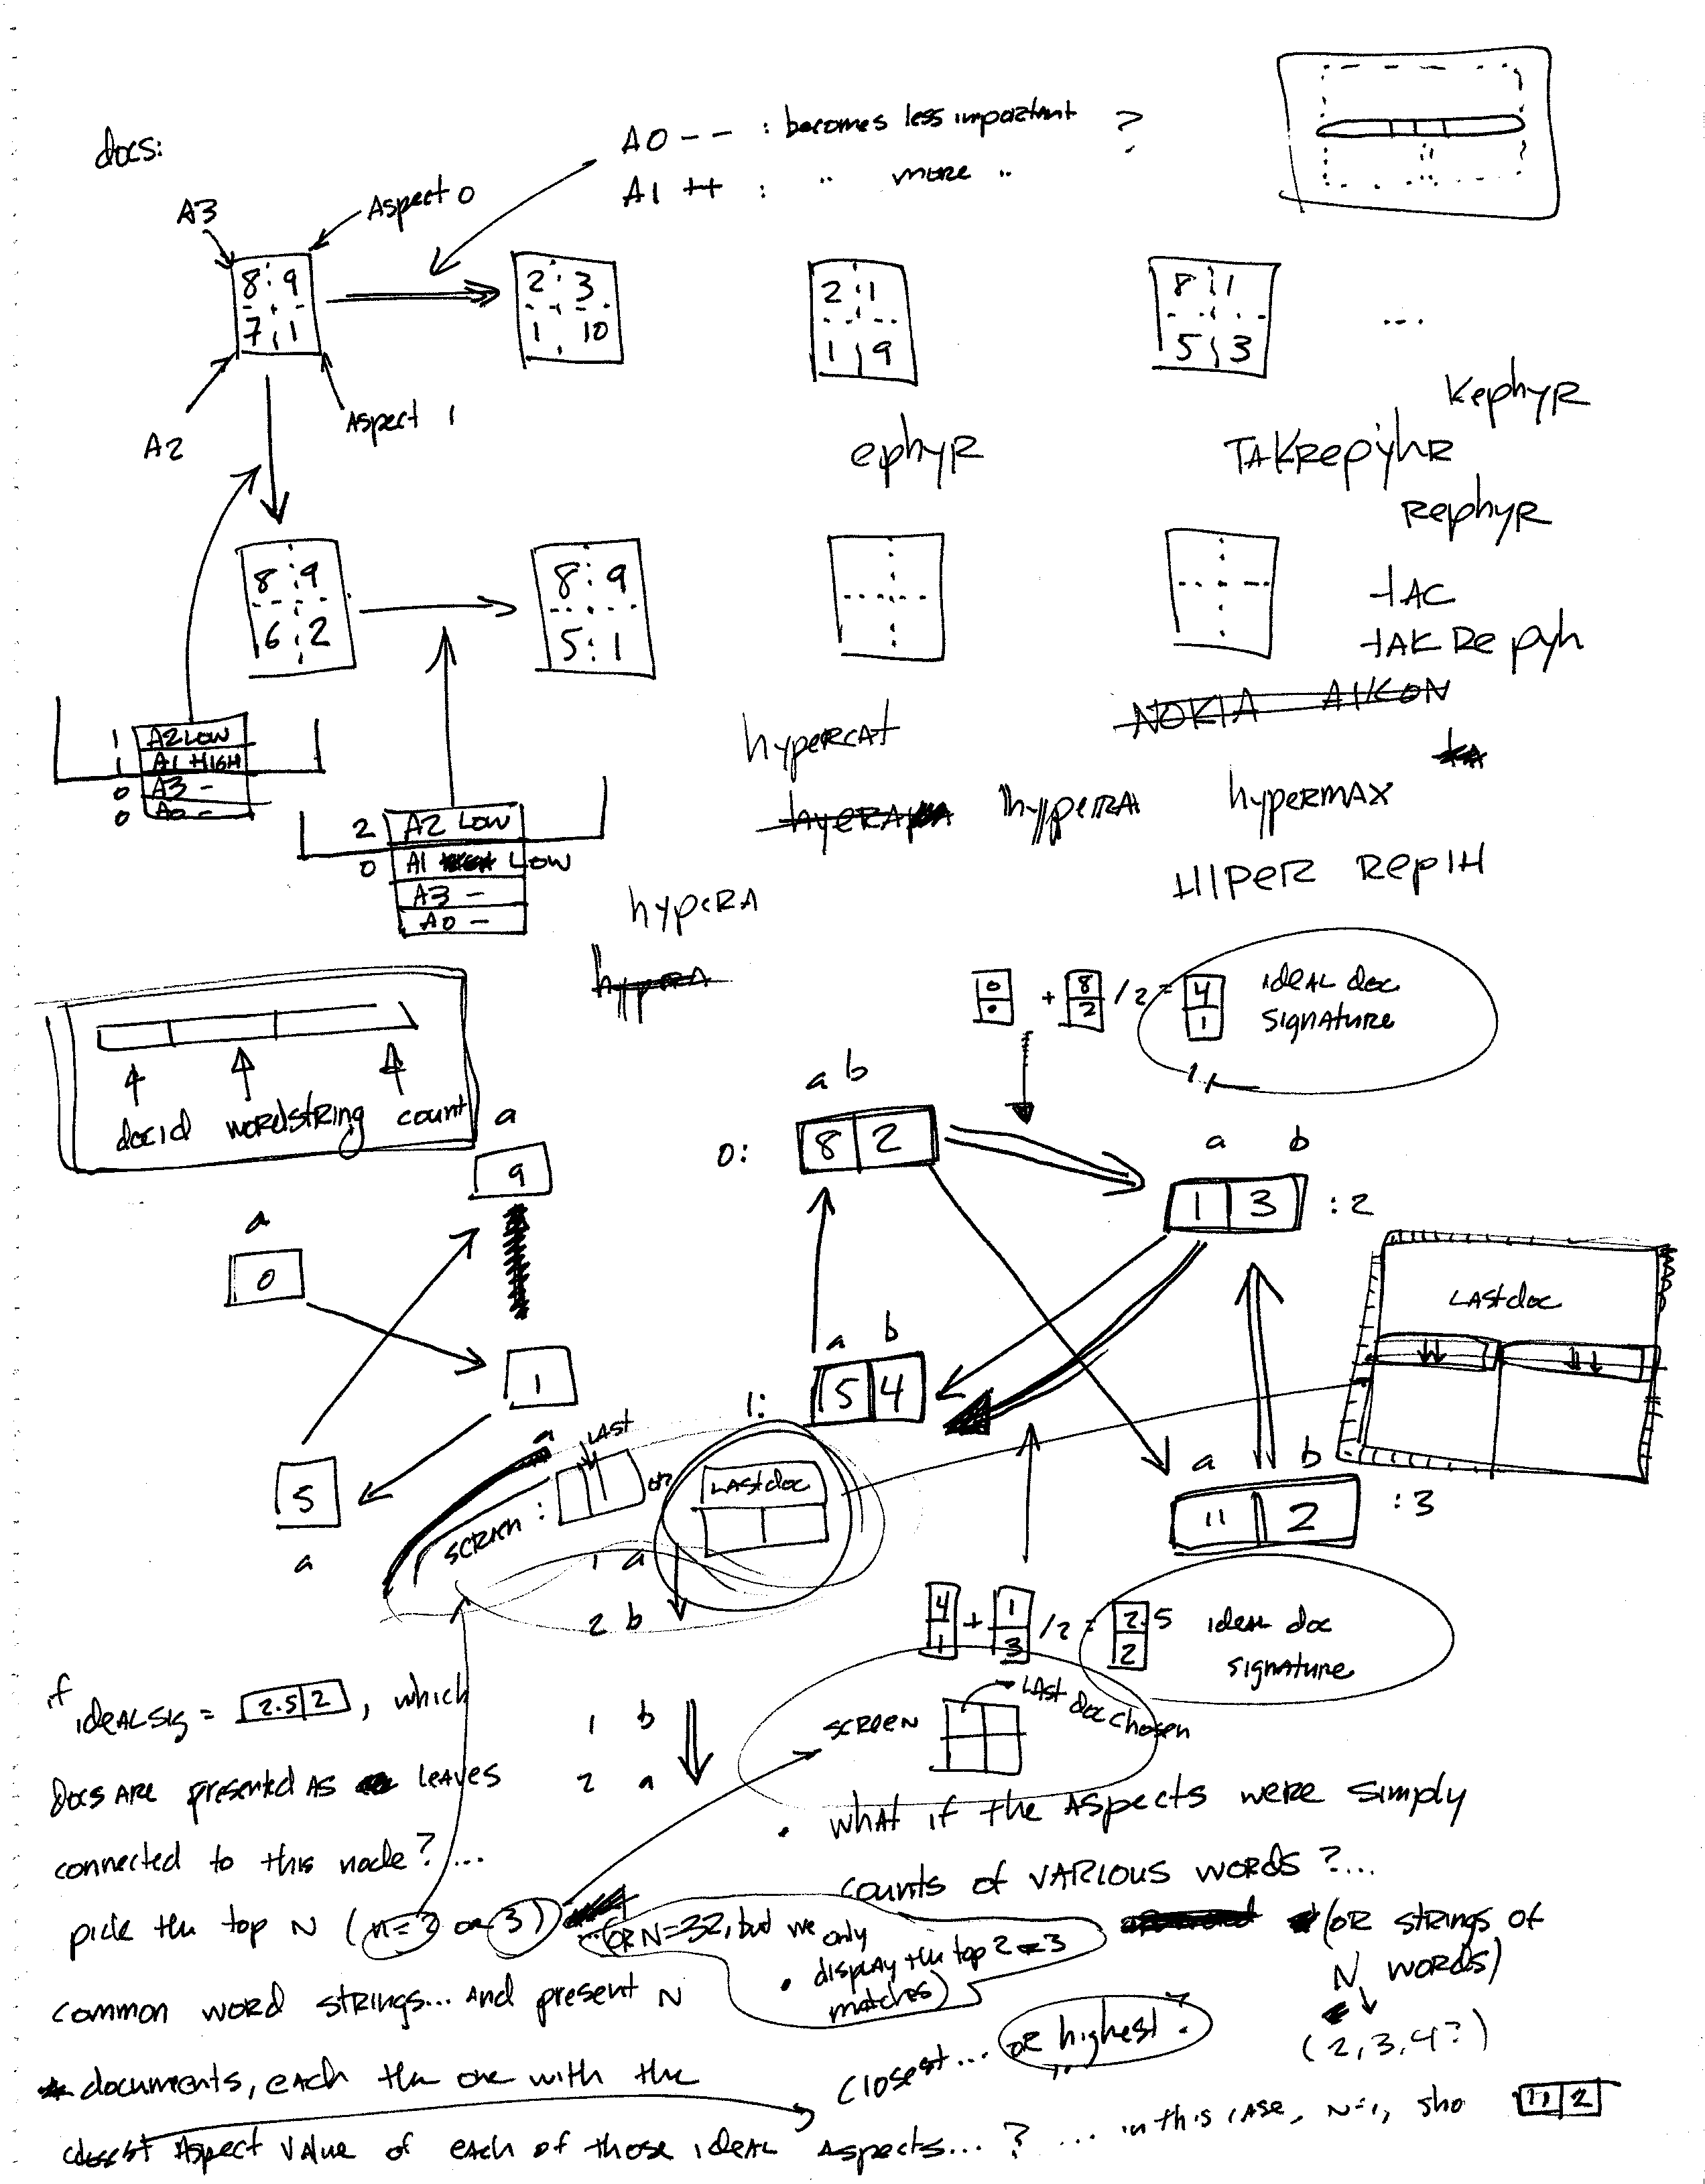 docs:
A0 -- : becomes less important ?
A1 ++ : " more "
A3
Aspect 0
8 9
7 1
A2
Aspect 1
2 3
1 10
2 1
1 9
8 1
5 3
...
Kephyr
ephyr
TAKRepyhR
Rephyr
8 9
6 2
8 9
5 1
tAC
tAK Re pyh
NOKIA AIKON
hyperCAt
hypeRA
hyperMAX
HIPER RepIH
hypeRA
1 A2 LOW
1 A1 HIGH
0 A3 -
0 A0 -
2 A2 LOW
0 A1 LOW
A3 -
A0 -
docid wordstring count
0 0 + 8 2 /2 = 4 1 ideal doc
signature
a
9
a
0
1
a
5
a
a b
0: 8 2
a b
1 3 : 2
a b
1: 5 4
a b
11 2 : 3
Lastdoc
Last
screen : or
Lastdoc
1 a
2 b
4 1 + 1 3 /2 = 2.5 2 ideal doc
signature
screen
Last doc chosen
1 b
2 a
if
ideal sig = 2.5 2 , which
docs are presented as leaves
connected to this node?...
pick the top N (n=2 or 3)
...(or N=32, but we only
display the top 2 or 3
matches)
common word strings... and present N
documents, each the one with the
closest... or highest?
closest Aspect value of each of those ideal aspects...? ... in this case, N=1, sho 11 2
• what if the aspects were simply
counts of various words?...
(or strings of
N words)
(2,3,4?)